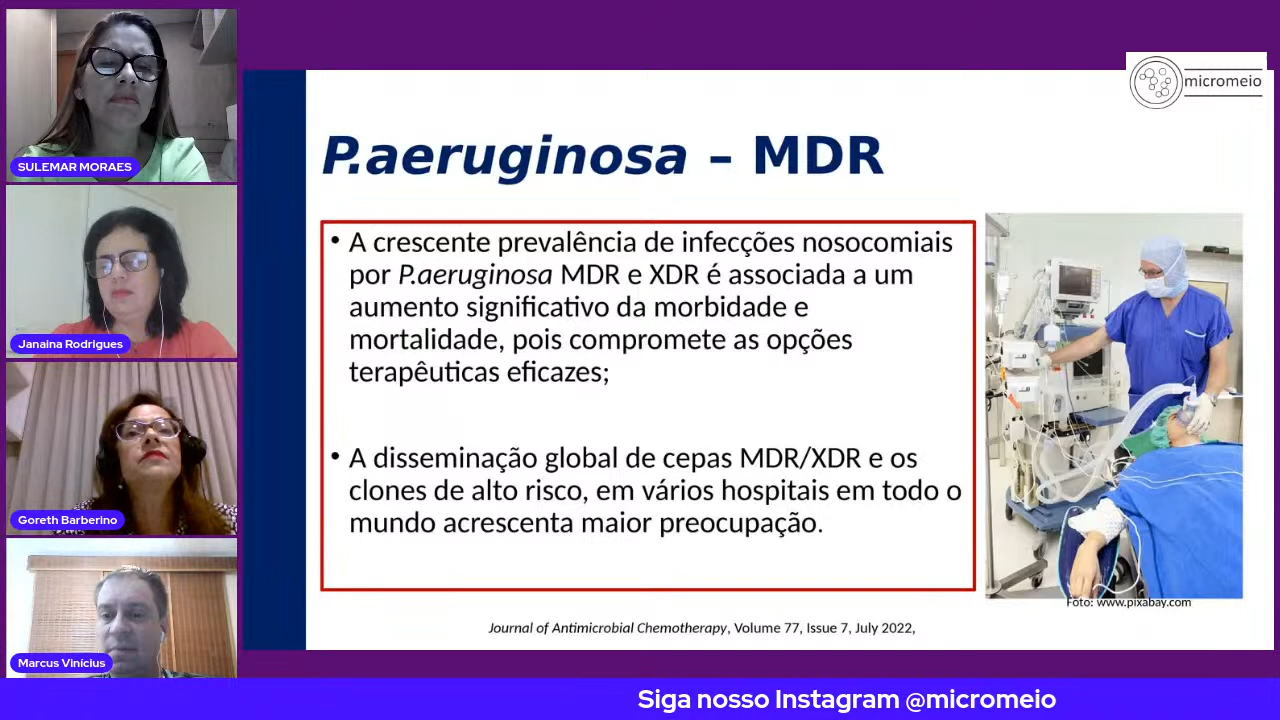 SULEMAR MORAES
Janaina Rodrigues
Goreth Barberino
Marcus Vinícius
micromeio
P.aeruginosa – MDR
• A crescente prevalência de infecções nosocomiais
por P.aeruginosa MDR e XDR é associada a um
aumento significativo da morbidade e
mortalidade, pois compromete as opções
terapêuticas eficazes;
• A disseminação global de cepas MDR/XDR e os
clones de alto risco, em vários hospitais em todo o
mundo acrescenta maior preocupação.
Foto: www.pixabay.com
Journal of Antimicrobial Chemotherapy, Volume 77, Issue 7, July 2022,
Siga nosso Instagram @micromeio